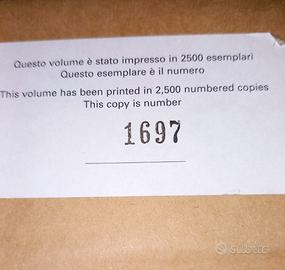 Questo volume è stato impresso in 2500 esemplari
Questo esemplare è il numero
This volume has been printed in 2,500 numbered copies
This copy is number
1697
subito